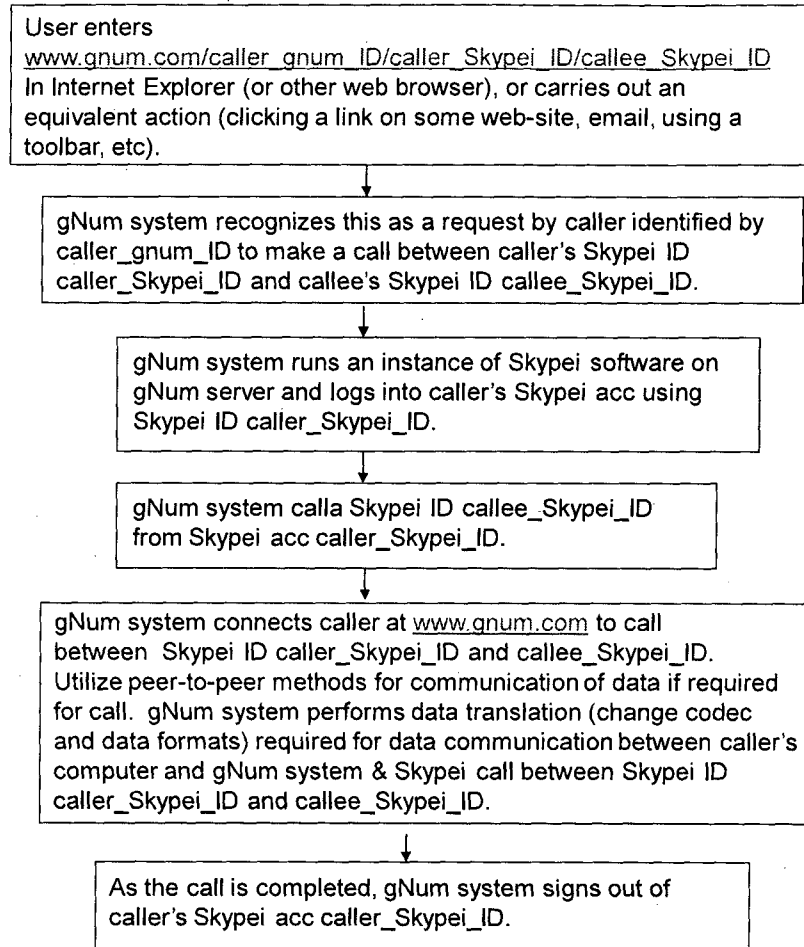 User enters
www.gnum.com/caller_gnum_ID/caller_Skypei_ID/callee_Skypei_ID
In Internet Explorer (or other web browser), or carries out an
equivalent action (clicking a link on some web-site, email, using a
toolbar, etc).
gNum system recognizes this as a request by caller identified by
caller_gnum_ID to make a call between caller's Skypei ID
caller_Skypei_ID and callee's Skypei ID callee_Skypei_ID.
gNum system runs an instance of Skypei software on
gNum server and logs into caller's Skypei acc using
Skypei ID caller_Skypei_ID.
gNum system calla Skypei ID callee_Skypei_ID
from Skypei acc caller_Skypei_ID.
gNum system connects caller at www.gnum.com to call
between Skypei ID caller_Skypei_ID and callee_Skypei_ID.
Utilize peer-to-peer methods for communication of data if required
for call. gNum system performs data translation (change codec
and data formats) required for data communication between caller's
computer and gNum system & Skypei call between Skypei ID
caller_Skypei_ID and callee_Skypei_ID.
As the call is completed, gNum system signs out of
caller's Skypei acc caller_Skypei_ID.